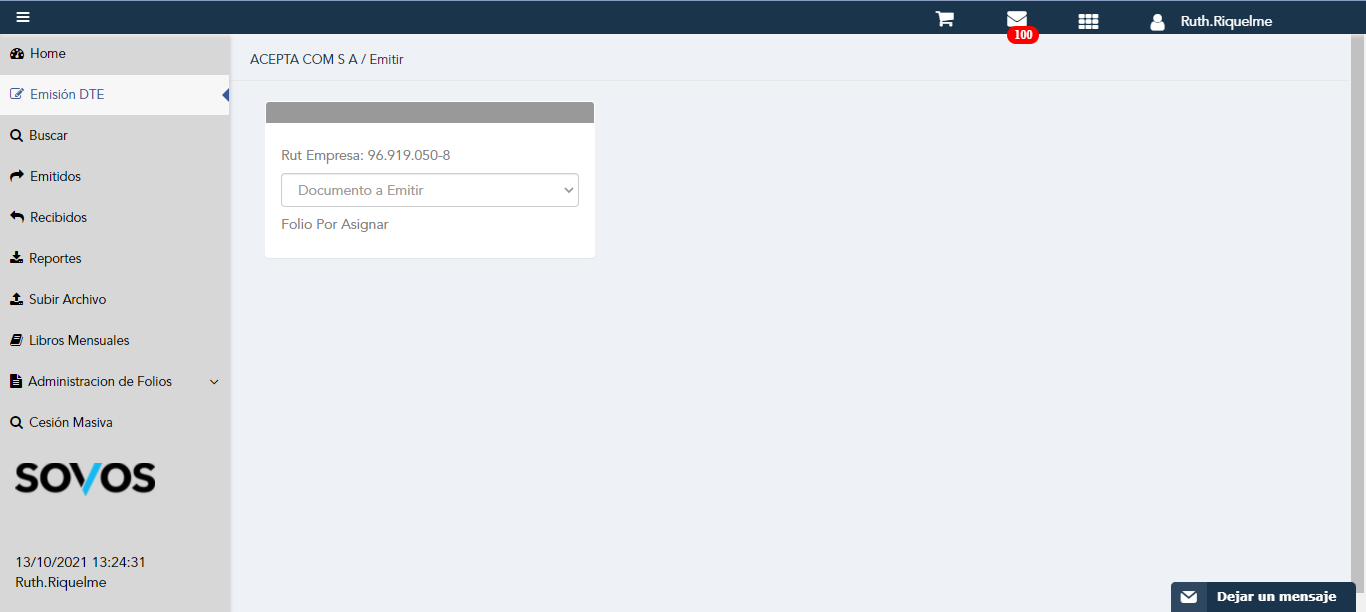 Ruth.Riquelme
100
Home
Emisión DTE
Buscar
Emitidos
Recibidos
Reportes
Subir Archivo
Libros Mensuales
Administracion de Folios
Cesión Masiva
SOVOS
13/10/2021 13:24:31
Ruth.Riquelme
ACEPTA COM S A / Emitir
Rut Empresa: 96.919.050-8
Documento a Emitir
Folio Por Asignar
Dejar un mensaje